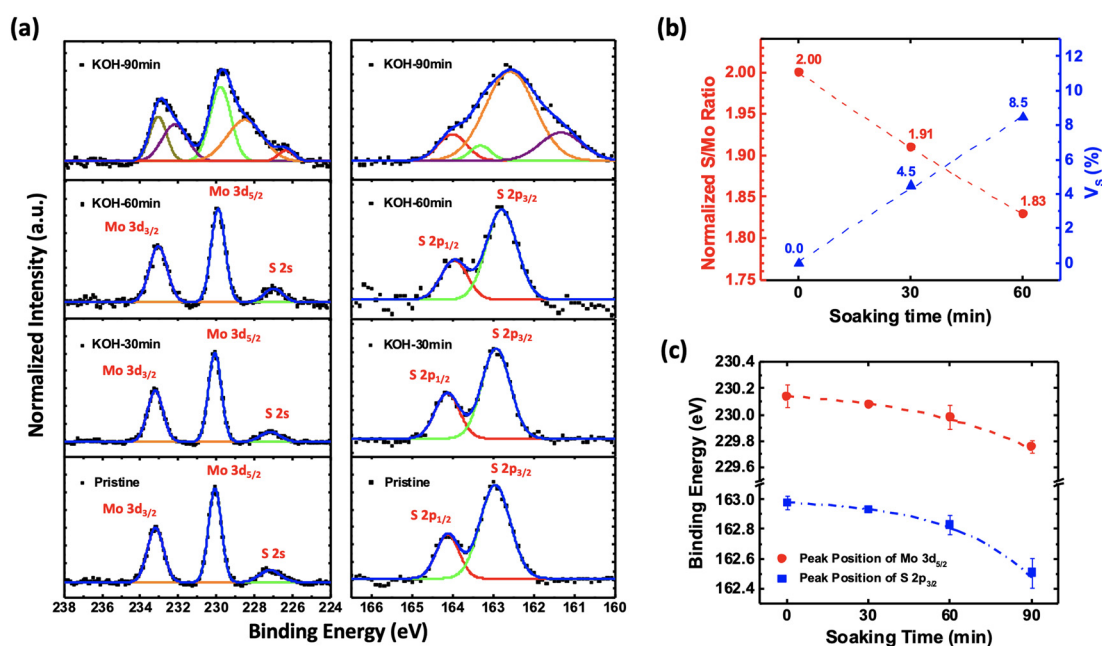 (a)
KOH-90min
KOH-60min
Mo 3d3/2
Mo 3d5/2
S 2s
KOH-30min
Mo 3d3/2
Mo 3d5/2
S 2s
Pristine
Mo 3d3/2
Mo 3d5/2
S 2s
238 236 234 232 230 228 226 224
KOH-90min
KOH-60min
S 2p1/2
S 2p3/2
KOH-30min
S 2p1/2
S 2p3/2
Pristine
S 2p1/2
S 2p3/2
166 165 164 163 162 161 160
Normalized Intensity (a.u.)
Binding Energy (eV)
(b)
Normalized S/Mo Ratio
2.00
1.95
1.90
1.85
1.80
1.75
2.00
1.91
1.83
0.0
4.5
8.5
12
10
8
6
4
2
0
VS (%)
0 30 60
Soaking time (min)
(c)
Binding Energy (eV)
230.4
230.2
230.0
229.8
229.6
163.0
162.8
162.6
162.4
Peak Position of Mo 3d5/2
Peak Position of S 2p3/2
0 30 60 90
Soaking Time (min)